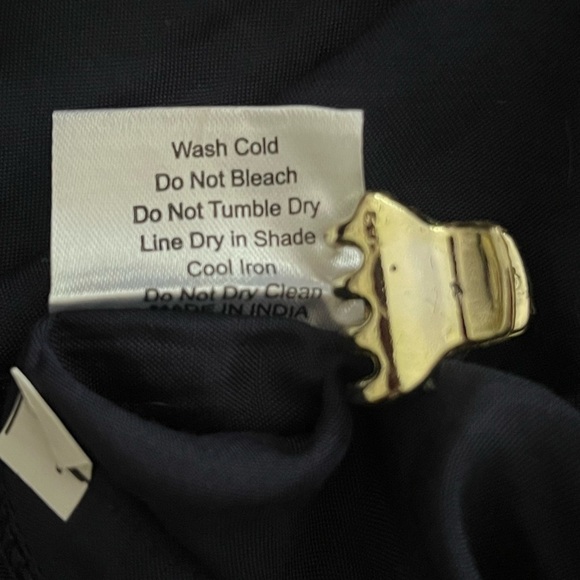 Wash Cold
Do Not Bleach
Do Not Tumble Dry
Line Dry in Shade
Cool Iron
Do Not Dry Clean
MADE IN INDIA